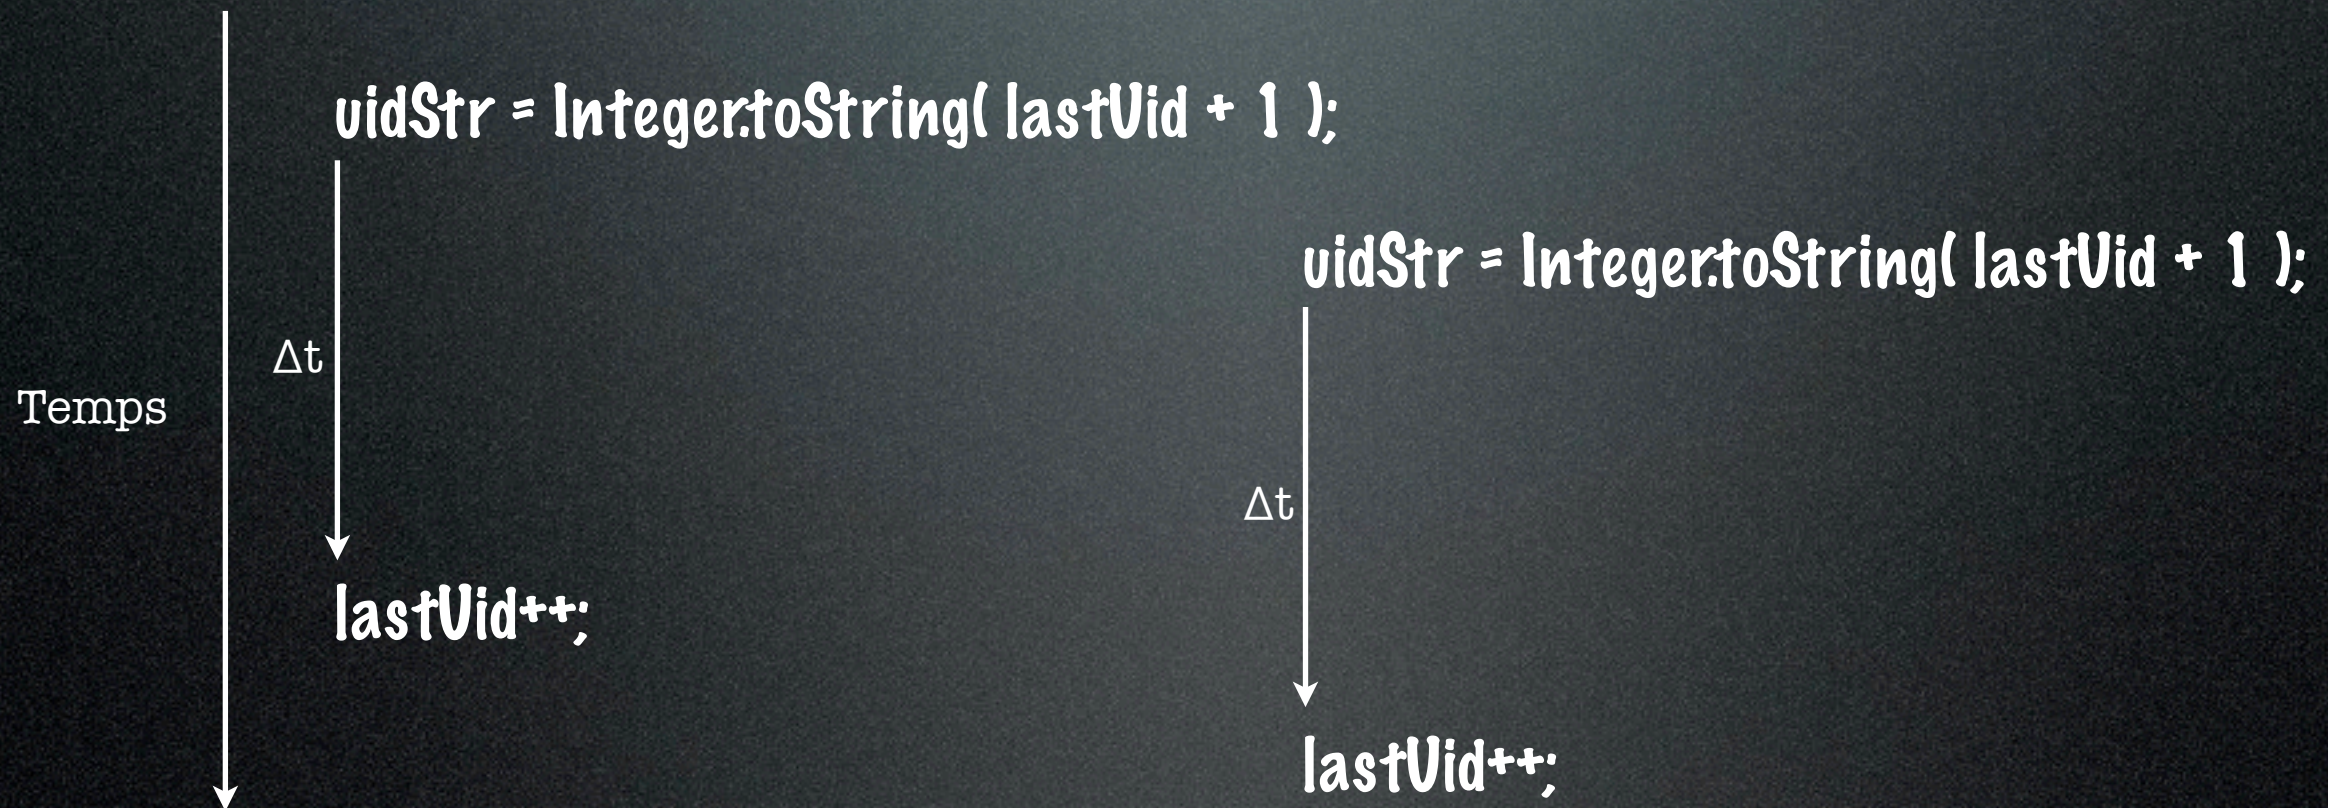 uidStr = Integer.toString( lastUid + 1 );
uidStr = Integer.toString( lastUid + 1 );
Δt
Temps
Δt
lastUid++;
lastUid++;